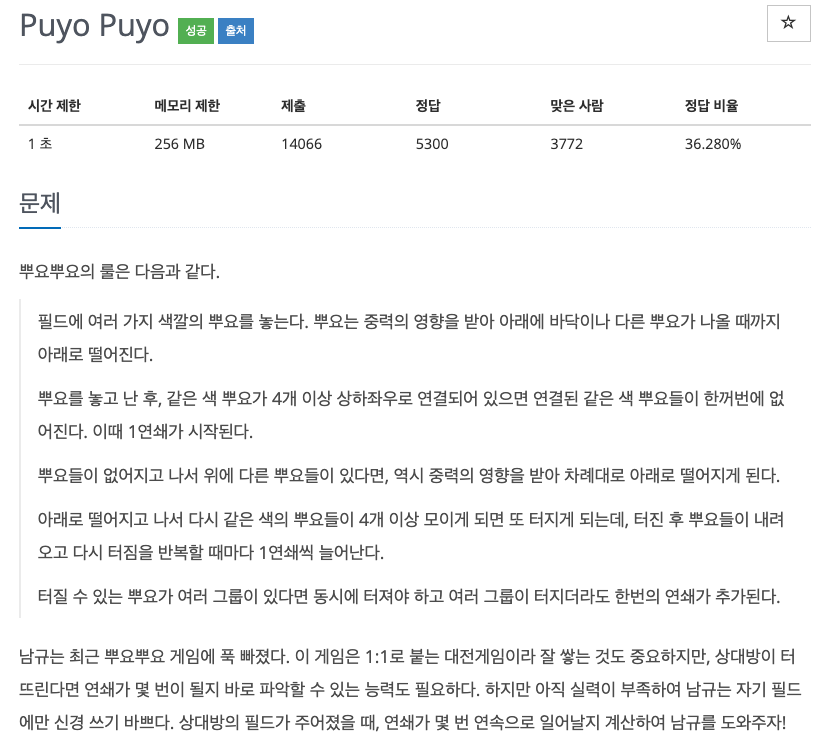 Puyo Puyo 성공 출처
☆
시간 제한 메모리 제한 제출 정답 맞은 사람 정답 비율
1 초 256 MB 14066 5300 3772 36.280%
문제
뿌요뿌요의 룰은 다음과 같다.
필드에 여러 가지 색깔의 뿌요를 놓는다. 뿌요는 중력의 영향을 받아 아래에 바닥이나 다른 뿌요가 나올 때까지
아래로 떨어진다.
뿌요를 놓고 난 후, 같은 색 뿌요가 4개 이상 상하좌우로 연결되어 있으면 연결된 같은 색 뿌요들이 한꺼번에 없
어진다. 이때 1연쇄가 시작된다.
뿌요들이 없어지고 나서 위에 다른 뿌요들이 있다면, 역시 중력의 영향을 받아 차례대로 아래로 떨어지게 된다.
아래로 떨어지고 나서 다시 같은 색의 뿌요들이 4개 이상 모이게 되면 또 터지게 되는데, 터진 후 뿌요들이 내려
오고 다시 터짐을 반복할 때마다 1연쇄씩 늘어난다.
터질 수 있는 뿌요가 여러 그룹이 있다면 동시에 터져야 하고 여러 그룹이 터지더라도 한번의 연쇄가 추가된다.
남규는 최근 뿌요뿌요 게임에 푹 빠졌다. 이 게임은 1:1로 붙는 대전게임이라 잘 쌓는 것도 중요하지만, 상대방이 터
뜨린다면 연쇄가 몇 번이 될지 바로 파악할 수 있는 능력도 필요하다. 하지만 아직 실력이 부족하여 남규는 자기 필드
에만 신경 쓰기 바쁘다. 상대방의 필드가 주어졌을 때, 연쇄가 몇 번 연속으로 일어날지 계산하여 남규를 도와주자!